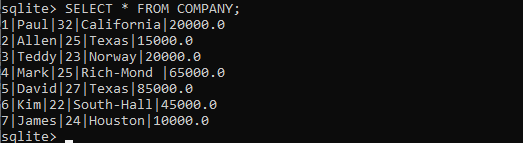 sqlite> SELECT * FROM COMPANY;
1|Paul|32|California|20000.0
2|Allen|25|Texas|15000.0
3|Teddy|23|Norway|20000.0
4|Mark|25|Rich-Mond |65000.0
5|David|27|Texas|85000.0
6|Kim|22|South-Hall|45000.0
7|James|24|Houston|10000.0
sqlite> _